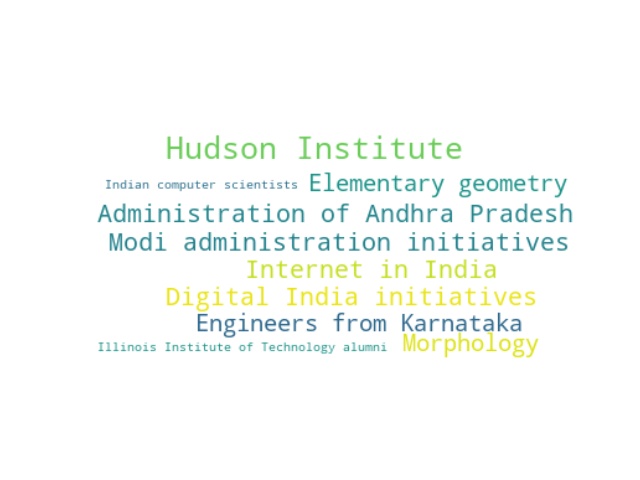 Hudson Institute
Indian computer scientists Elementary geometry
Administration of Andhra Pradesh
Modi administration initiatives
Internet in India
Digital India initiatives
Engineers from Karnataka
Illinois Institute of Technology alumni Morphology